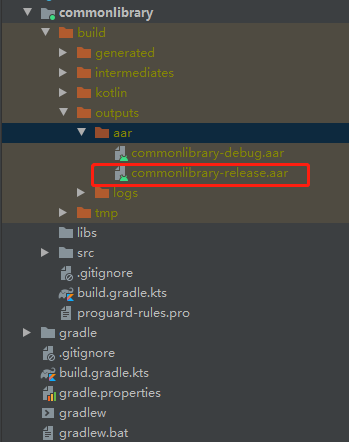 commonlibrary
build
generated
intermediates
kotlin
outputs
aar
commonlibrary-debug.aar
commonlibrary-release.aar
logs
tmp
libs
src
.gitignore
build.gradle.kts
proguard-rules.pro
gradle
.gitignore
build.gradle.kts
gradle.properties
gradlew
gradlew.bat